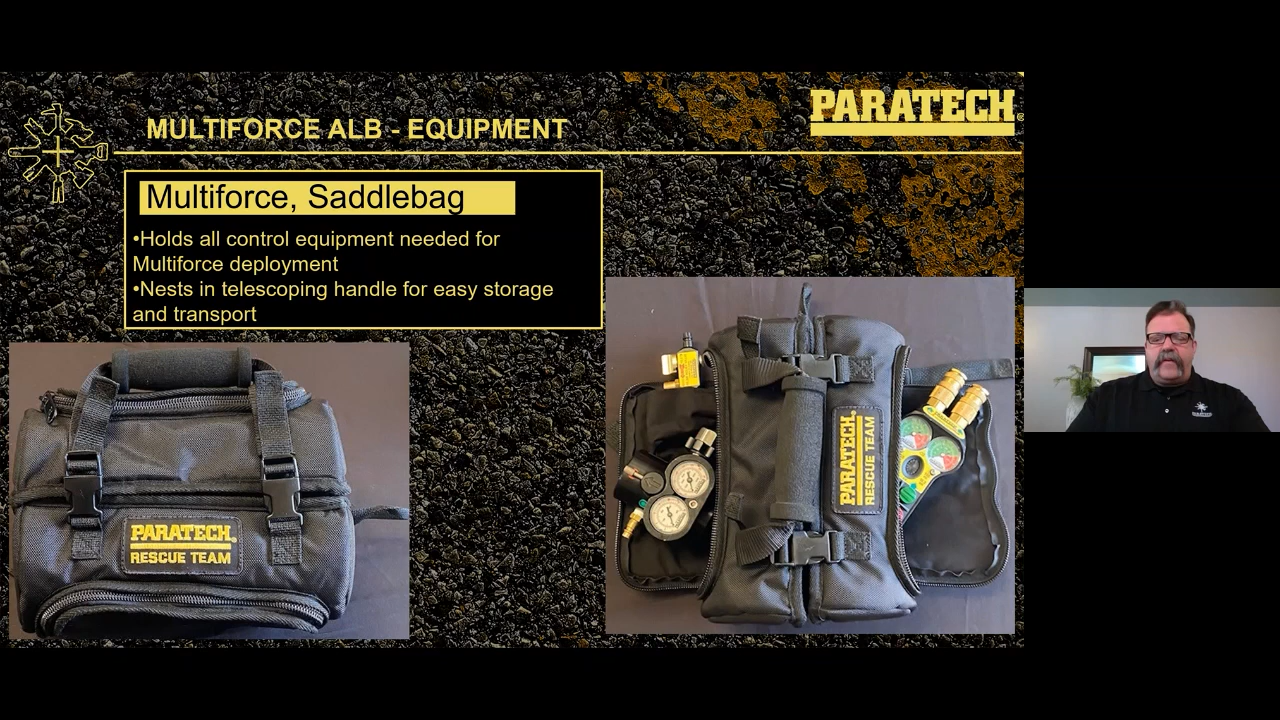 PARATECH®
MULTIFORCE ALB - EQUIPMENT
Multiforce, Saddlebag
•Holds all control equipment needed for
Multiforce deployment
•Nests in telescoping handle for easy storage
and transport
PARATECH®
RESCUE TEAM
PARATECH®
RESCUE TEAM